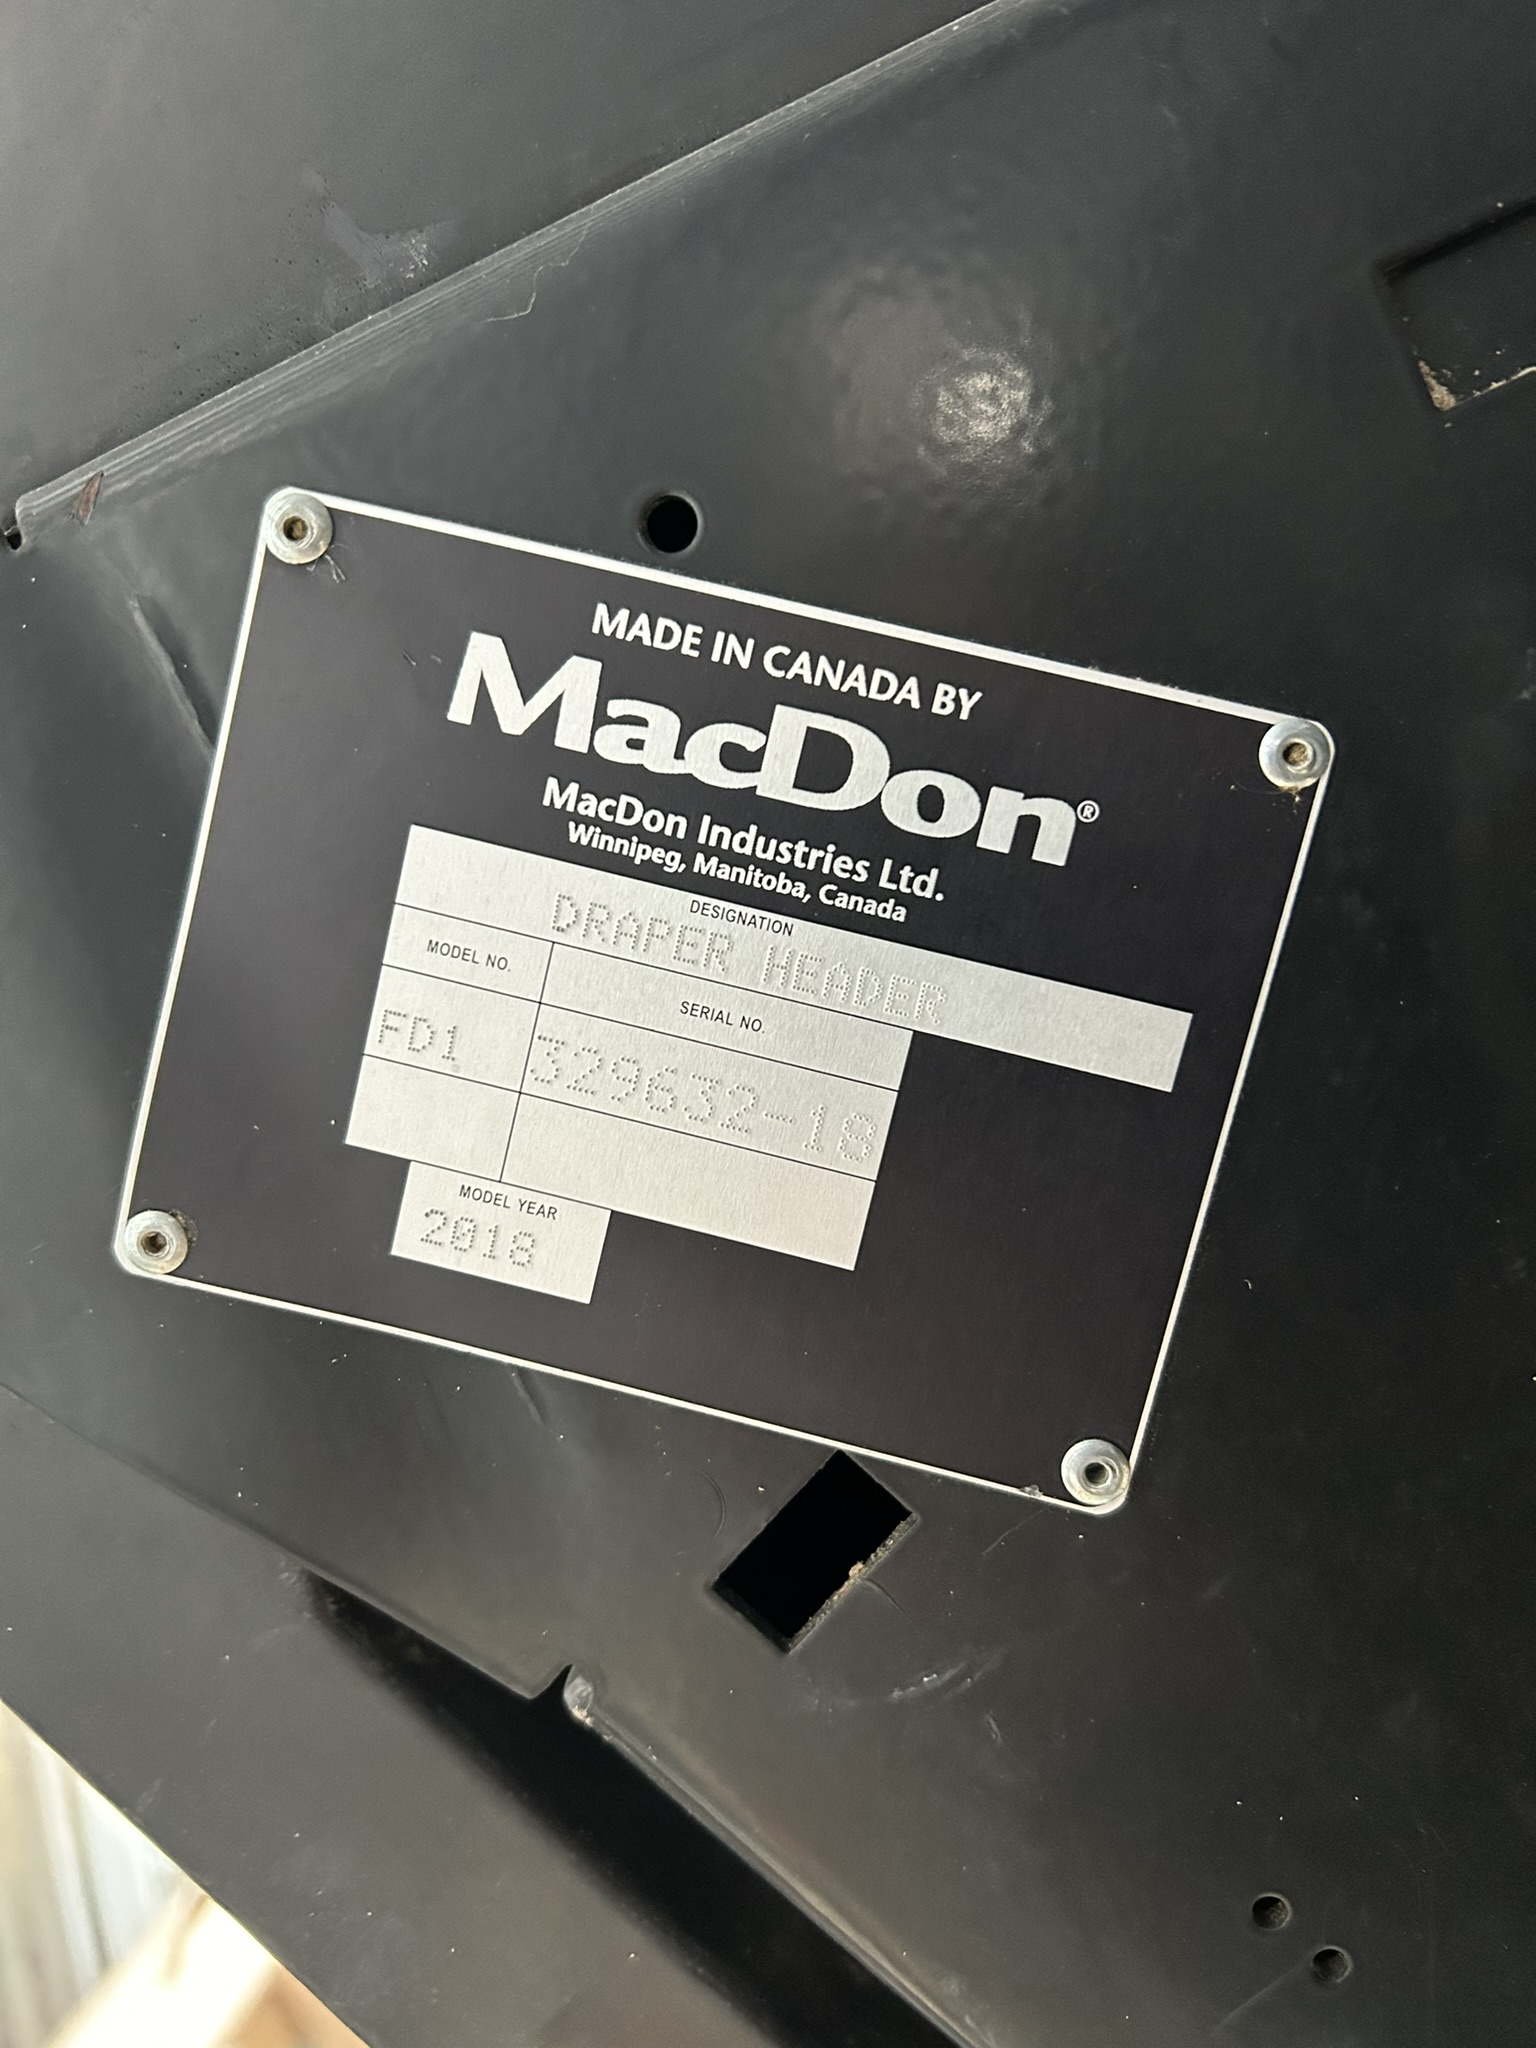 MADE IN CANADA BY
MacDon®
MacDon Industries Ltd.
Winnipeg, Manitoba, Canada
DESIGNATION
DRAPER HEADER
MODEL NO.
SERIAL NO.
FD1
329632-18
MODEL YEAR
2018